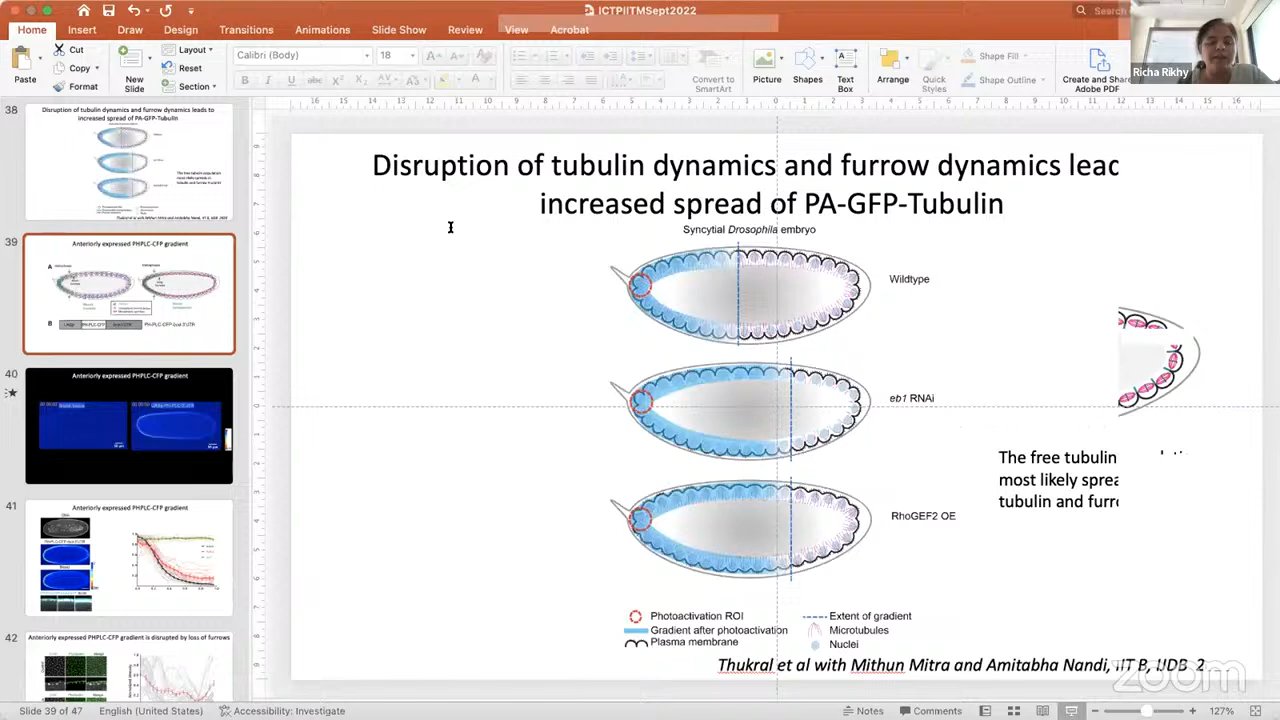 ICTPIITMSept2022
Search
Home Insert Draw Design Transitions Animations Slide Show Review View Acrobat
Paste
Cut
Copy
Format
New
Slide
Layout
Reset
Section
Calibri (Body) 18
Convert to
SmartArt
Picture
Shapes
Text
Box
Arrange
Quick
Styles
Shape Fill
Shape Outline
Create and Share
Adobe PDF
Richa Rikhy
38
Disruption of tubulin dynamics and furrow dynamics leads to
increased spread of PA-GFP-Tubulin
39
Anteriorly expressed PHPLC-CFP gradient
A
B
40
Anteriorly expressed PHPLC-CFP gradient
41
Anteriorly expressed PHPLC-CFP gradient
42
Anteriorly expressed PHPLC-CFP gradient is disrupted by loss of furrows
Disruption of tubulin dynamics and furrow dynamics leac
increased spread of PA-GFP-Tubulin
Syncytial Drosophila embryo
Wildtype
b1 RNAi
RhoGEF2 OE
The free tubulin
most likely sprea
tubulin and furr
Photoactivation ROI
Gradient after photoactivation
Plasma membrane
Extent of gradient
Microtubules
Nuclei
Thukral et al with Mithun Mitra and Amitabha Nandi, IIT B, IJDB 2
zoom
Slide 39 of 47 English (United States) Accessibility: Investigate
Notes Comments 127%